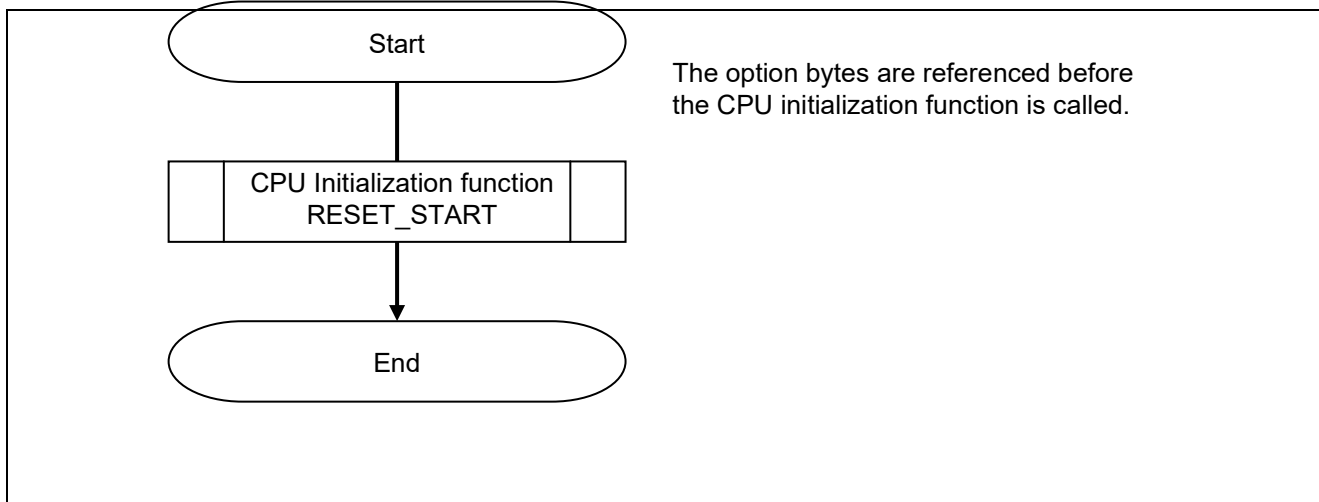 Start
The option bytes are referenced before
the CPU initialization function is called.
CPU Initialization function
RESET_START
End